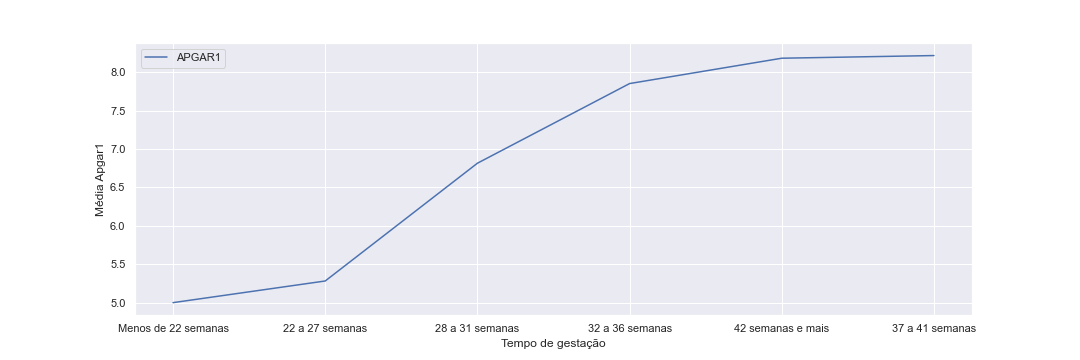 APGAR1
8.0
7.5
7.0
6.5
6.0
5.5
5.0
Média Apgar1
Menos de 22 semanas
22 a 27 semanas
28 a 31 semanas
32 a 36 semanas
42 semanas e mais
37 a 41 semanas
Tempo de gestação